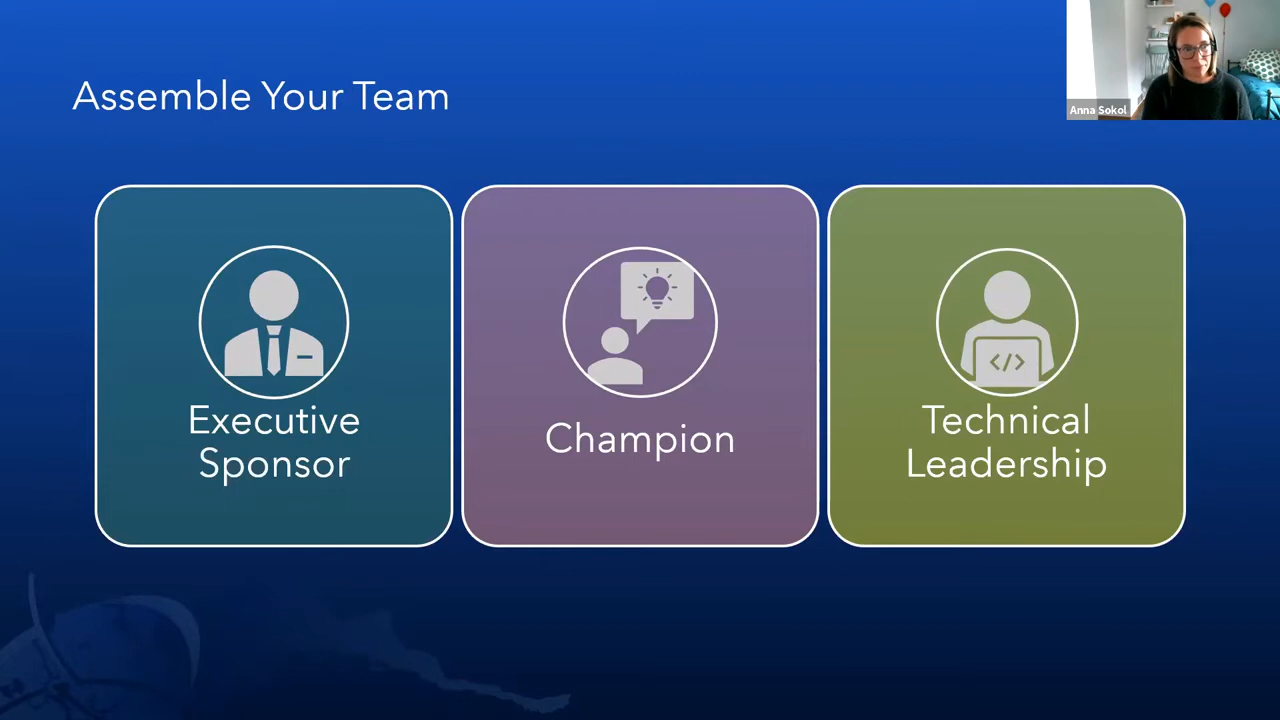 Assemble Your Team
Anna Sokol
Executive
Sponsor
Champion
</>
Technical
Leadership